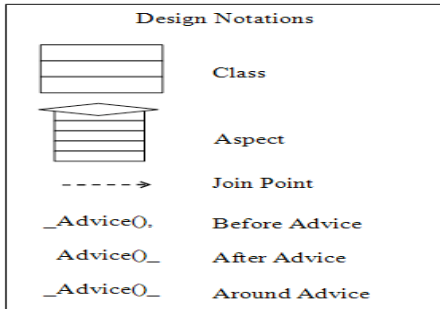 Design Notations
Class
Aspect
Join Point
_Advice(), Before Advice
Advice()_ After Advice
_Advice()_ Around Advice